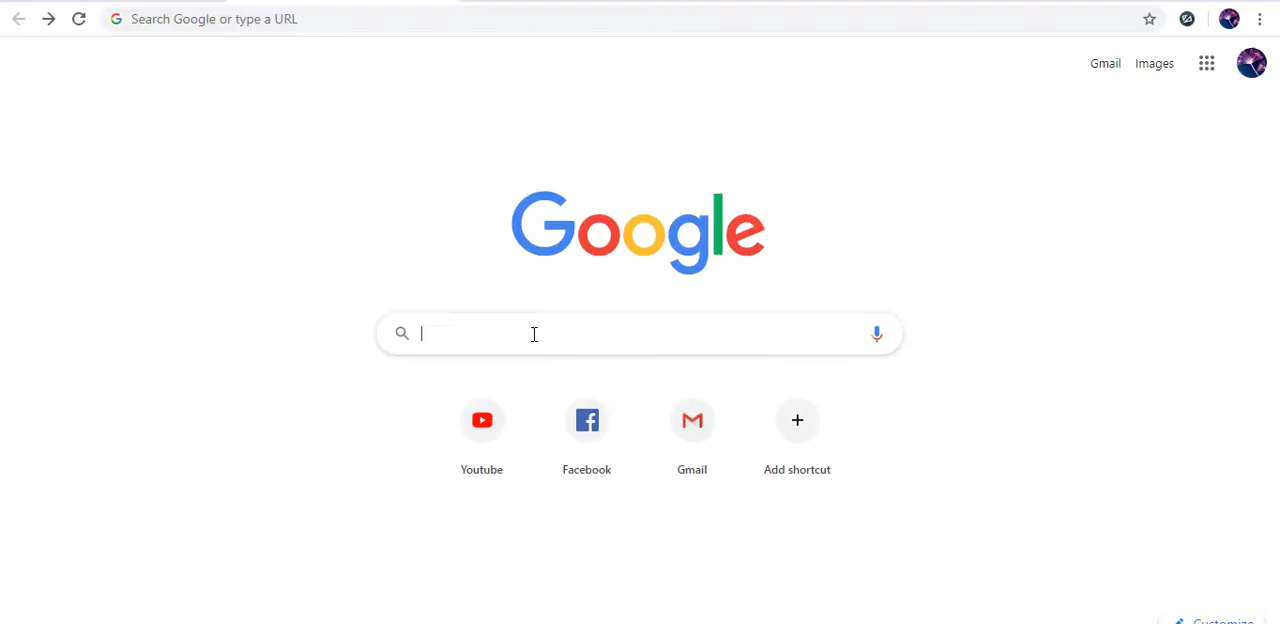 Search Google or type a URL
Gmail Images
Google
Youtube Facebook Gmail Add shortcut
Customize